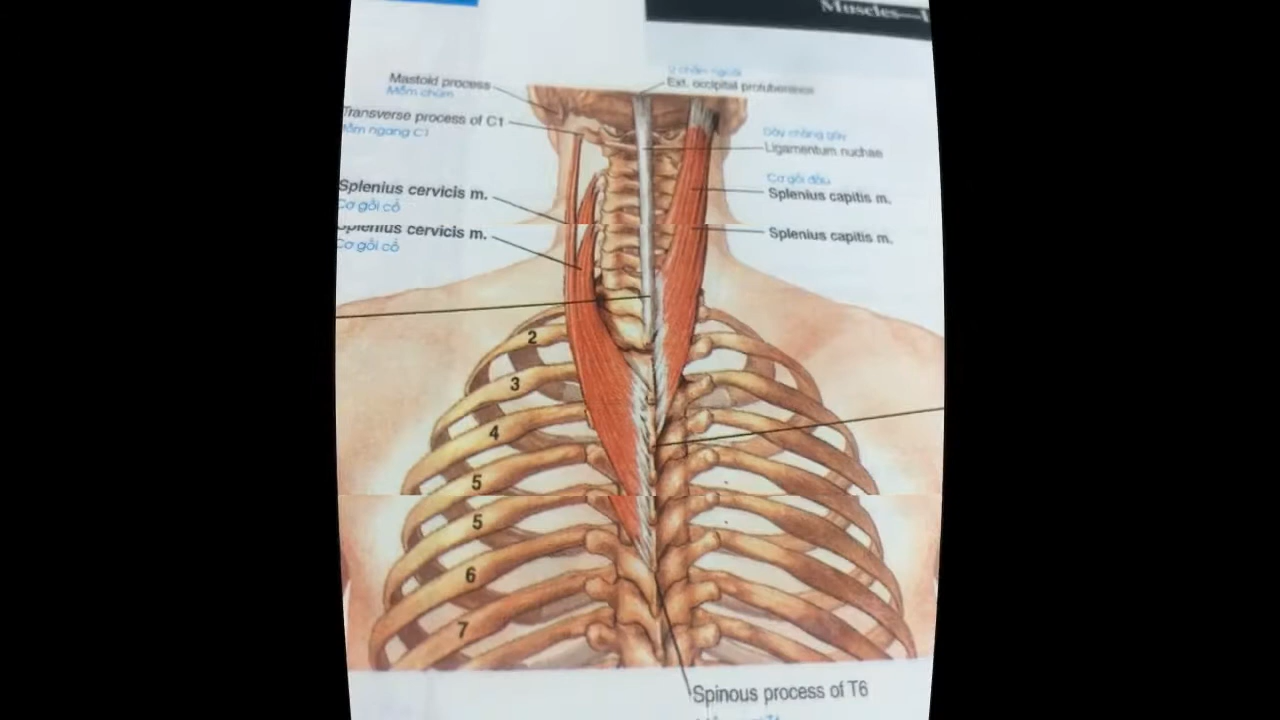 Muscles—
Mastoid process
Mỏm chũm
Ụ chẩm ngoài
Ext. occipital protuberance
Transverse process of C1
Mỏm ngang C1
Dây chằng gáy
Ligamentum nuchae
Splenius cervicis m.
Cơ gối cổ
Cơ gối đầu
Splenius capitis m.
Splenius cervicis m.
Cơ gối cổ
Splenius capitis m.
2
3
4
5
5
6
7
Spinous process of T6